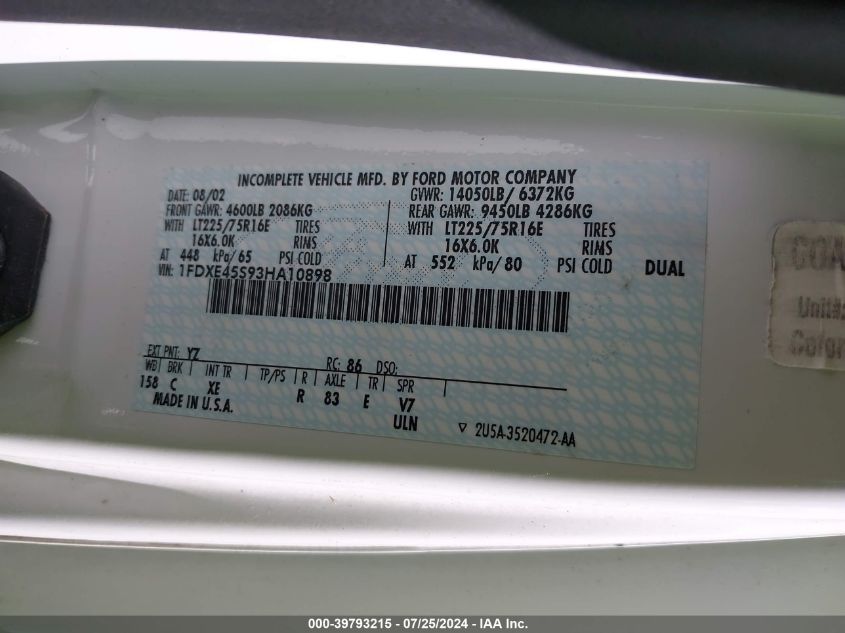 INCOMPLETE VEHICLE MFD. BY FORD MOTOR COMPANY
DATE: 08/02 GVWR: 14050LB/ 6372KG
FRONT GAWR: 4600LB 2086KG REAR GAWR: 9450LB 4286KG
WITH LT225/75R16E TIRES WITH LT225/75R16E TIRES
16X6.0K RIMS 16X6.0K RIMS
AT 448 kPa/65 PSI COLD AT 552 kPa/80 PSI COLD DUAL
VIN: 1FDXE45S93HA10898
EXT PNT: YZ RC: 86 DSO:
WB BRK INT TR TP/PS R AXLE TR SPR
158 C XE R 83 E V7
MADE IN U.S.A. ULN ▽ 2U5A-3520472-AA
000-39793215 - 07/25/2024 - IAA Inc.